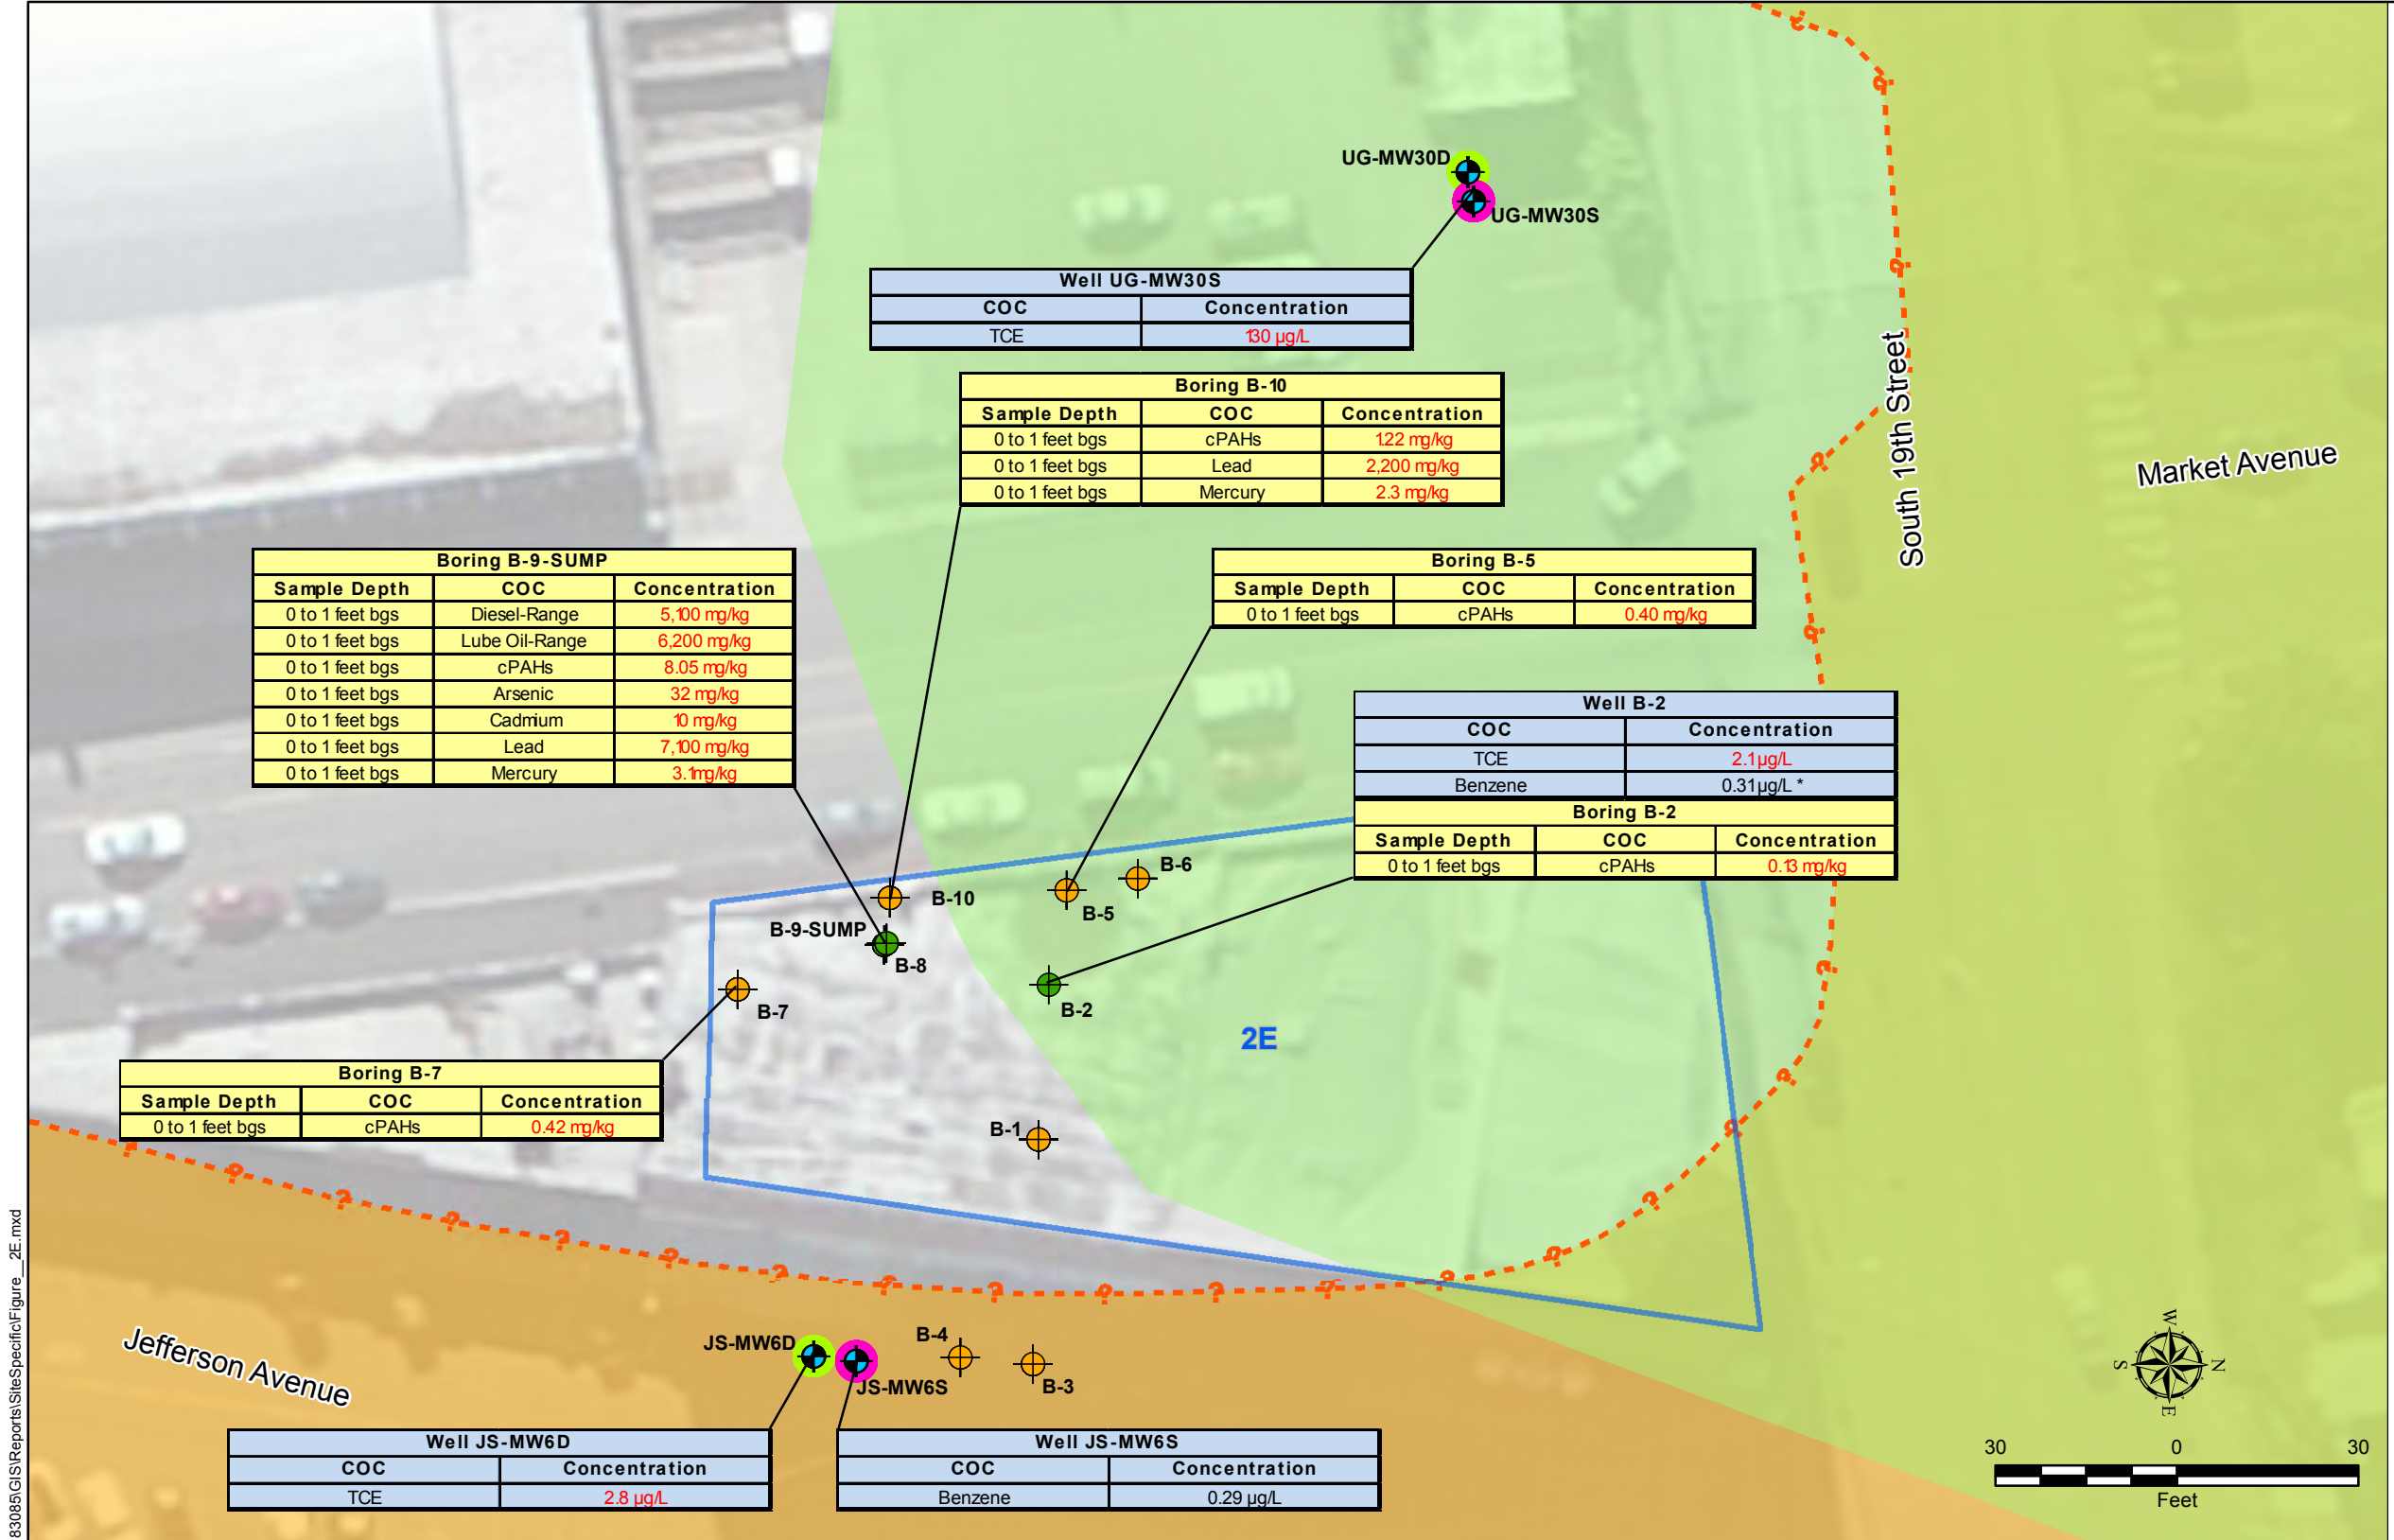 UG-MW30D
UG-MW30S
Well UG-MW30S
COC Concentration
TCE 130 µg/L
Boring B-10
Sample Depth COC Concentration
0 to 1 feet bgs cPAHs 1.22 mg/kg
0 to 1 feet bgs Lead 2,200 mg/kg
0 to 1 feet bgs Mercury 2.3 mg/kg
South 19th Street
Market Avenue
Boring B-9-SUMP
Sample Depth COC Concentration
0 to 1 feet bgs Diesel-Range 5,100 mg/kg
0 to 1 feet bgs Lube Oil-Range 6,200 mg/kg
0 to 1 feet bgs cPAHs 8.05 mg/kg
0 to 1 feet bgs Arsenic 32 mg/kg
0 to 1 feet bgs Cadmium 10 mg/kg
0 to 1 feet bgs Lead 7,100 mg/kg
0 to 1 feet bgs Mercury 3.1 mg/kg
Boring B-5
Sample Depth COC Concentration
0 to 1 feet bgs cPAHs 0.40 mg/kg
Well B-2
COC Concentration
TCE 2.1 µg/L
Benzene 0.31 µg/L *
Boring B-2
Sample Depth COC Concentration
0 to 1 feet bgs cPAHs 0.13 mg/kg
B-6
B-10
B-5
B-9-SUMP
B-8
B-7
B-2
2E
Boring B-7
Sample Depth COC Concentration
0 to 1 feet bgs cPAHs 0.42 mg/kg
B-1
? ? ? ? ? ? ? ? ? ? ? ? ? ? ? ? ? ? ? ? ? ? ? ?
Jefferson Avenue
JS-MW6D
JS-MW6S
B-4
B-3
Well JS-MW6D
COC Concentration
TCE 2.8 µg/L
Well JS-MW6S
COC Concentration
Benzene 0.29 µg/L
W
S N
E
30 0 30
Feet
83085\GIS\Reports\SiteSpecific\Figure__2E.mxd